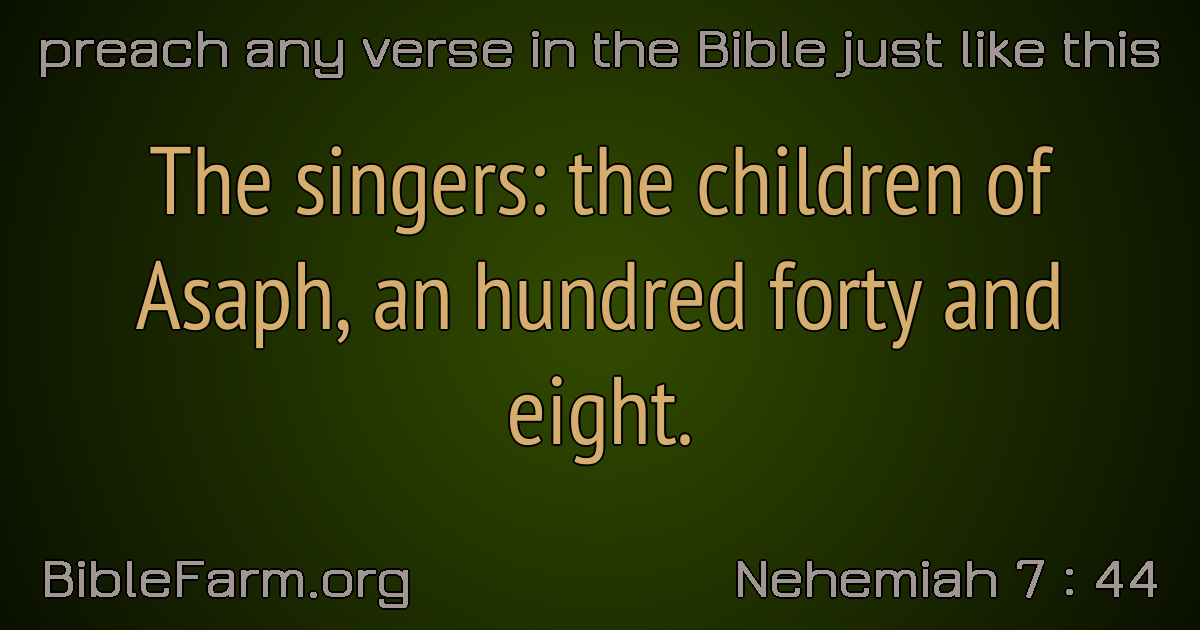 preach any verse in the Bible just like this
The singers: the children of
Asaph, an hundred forty and
eight.
BibleFarm.org
Nehemiah 7 : 44